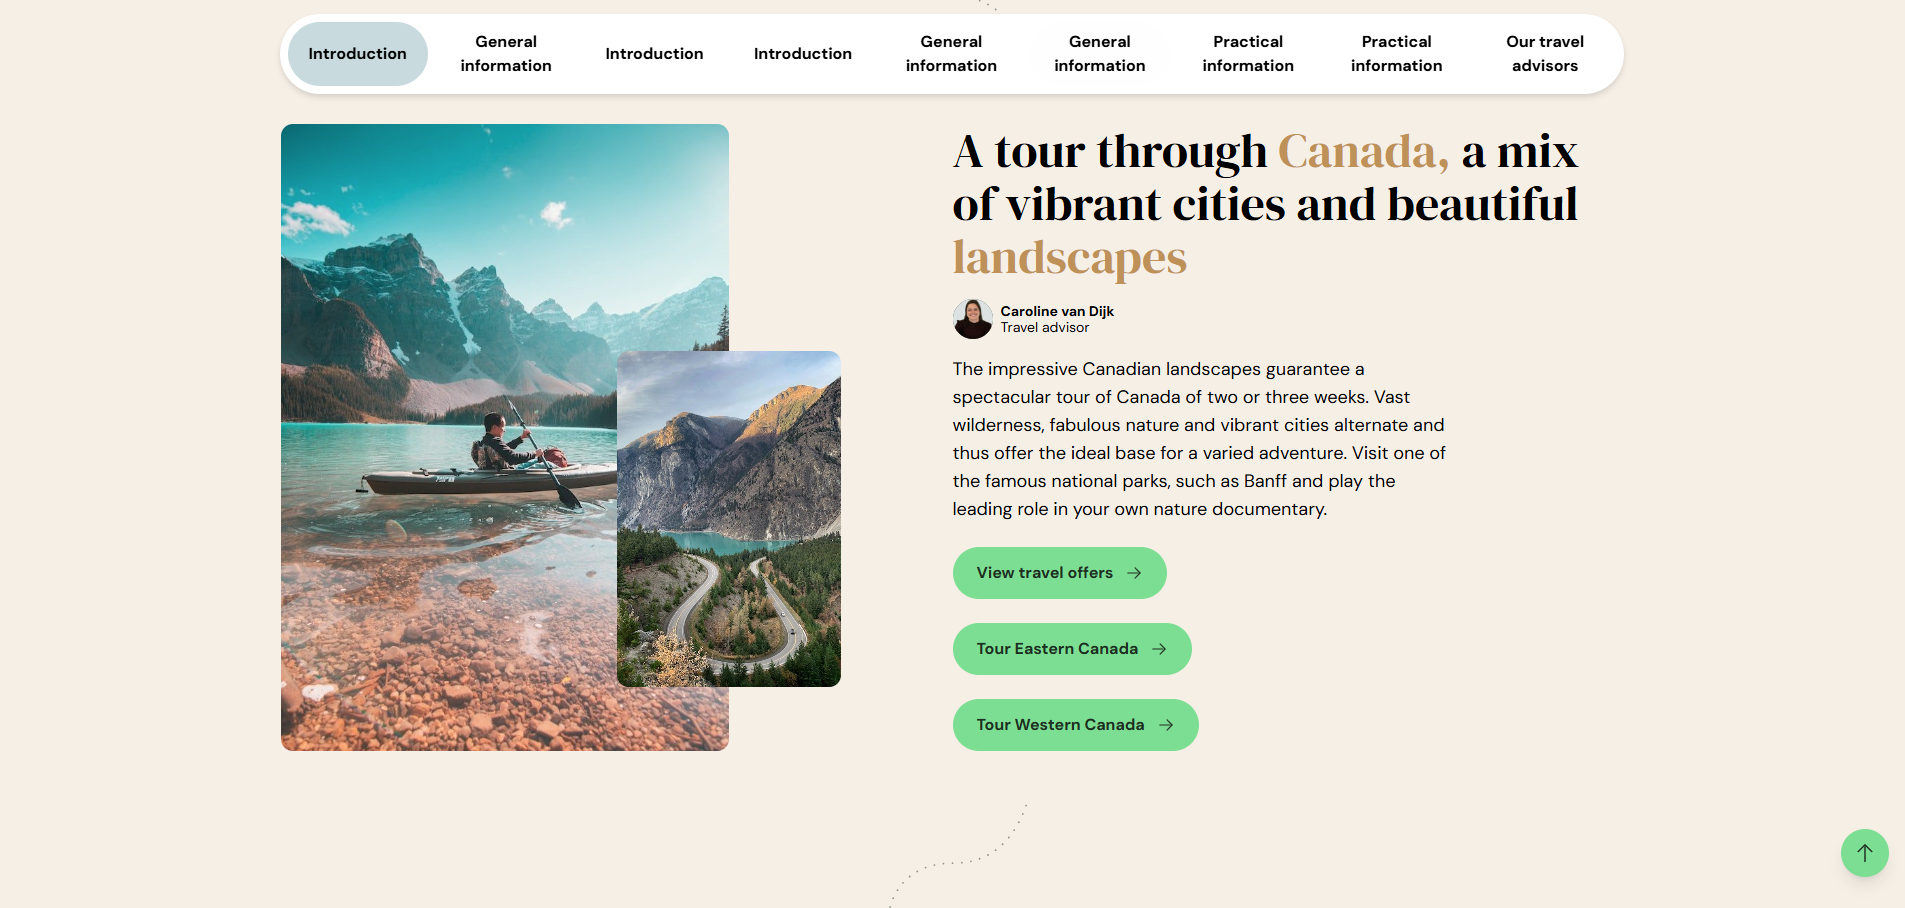 Introduction
General
information
Introduction
Introduction
General
information
General
information
Practical
information
Practical
information
Our travel
advisors
A tour through Canada, a mix
of vibrant cities and beautiful
landscapes
Caroline van Dijk
Travel advisor
The impressive Canadian landscapes guarantee a
spectacular tour of Canada of two or three weeks. Vast
wilderness, fabulous nature and vibrant cities alternate and
thus offer the ideal base for a varied adventure. Visit one of
the famous national parks, such as Banff and play the
leading role in your own nature documentary.
View travel offers
Tour Eastern Canada
Tour Western Canada